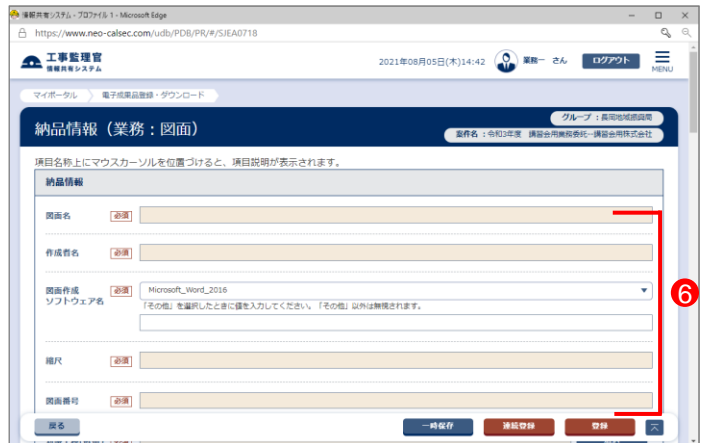 情報共有システム - プロファイル 1 - Microsoft Edge
https://www.neo-calsec.com/udb/PDB/PR/#/SJEA0718
工事監理官
情報共有システム
2021年08月05日(木)14:42
業務一 さん
ログアウト
MENU
マイポータル
電子成果品登録・ダウンロード
納品情報（業務：図面）
グループ ：長岡地域振興局
案件名 ：令和3年度 講習会用業務委託―講習会用株式会社
項目名称上にマウスカーソルを位置づけると、項目説明が表示されます。
納品情報
図面名 必須
作成者名 必須
図面作成
ソフトウェア名 必須 Microsoft_Word_2016
「その他」を選択したときに値を入力してください。「その他」以外は無視されます。
縮尺 必須
図面番号 必須
6
戻る
一時保存
連続登録
登録